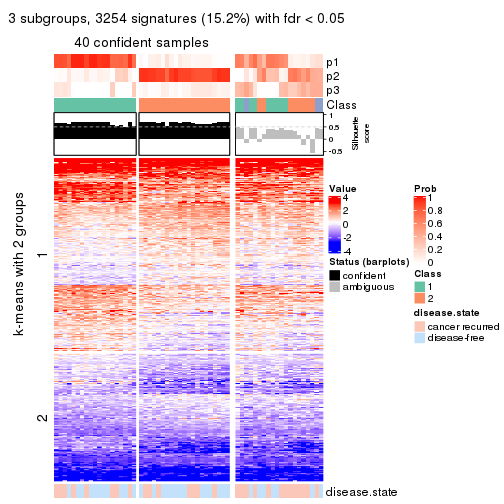 3 subgroups, 3254 signatures (15.2%) with fdr < 0.05
40 confident samples
p1
p2
p3
Class
1
0.5
0
-0.5
Silhouette
score
k-means with 2 groups
1
2
disease.state
Value
4
2
0
-2
-4
Status (barplots)
confident
ambiguous
Prob
1
0.8
0.6
0.4
0.2
0
Class
1
2
disease.state
cancer recurred
disease-free